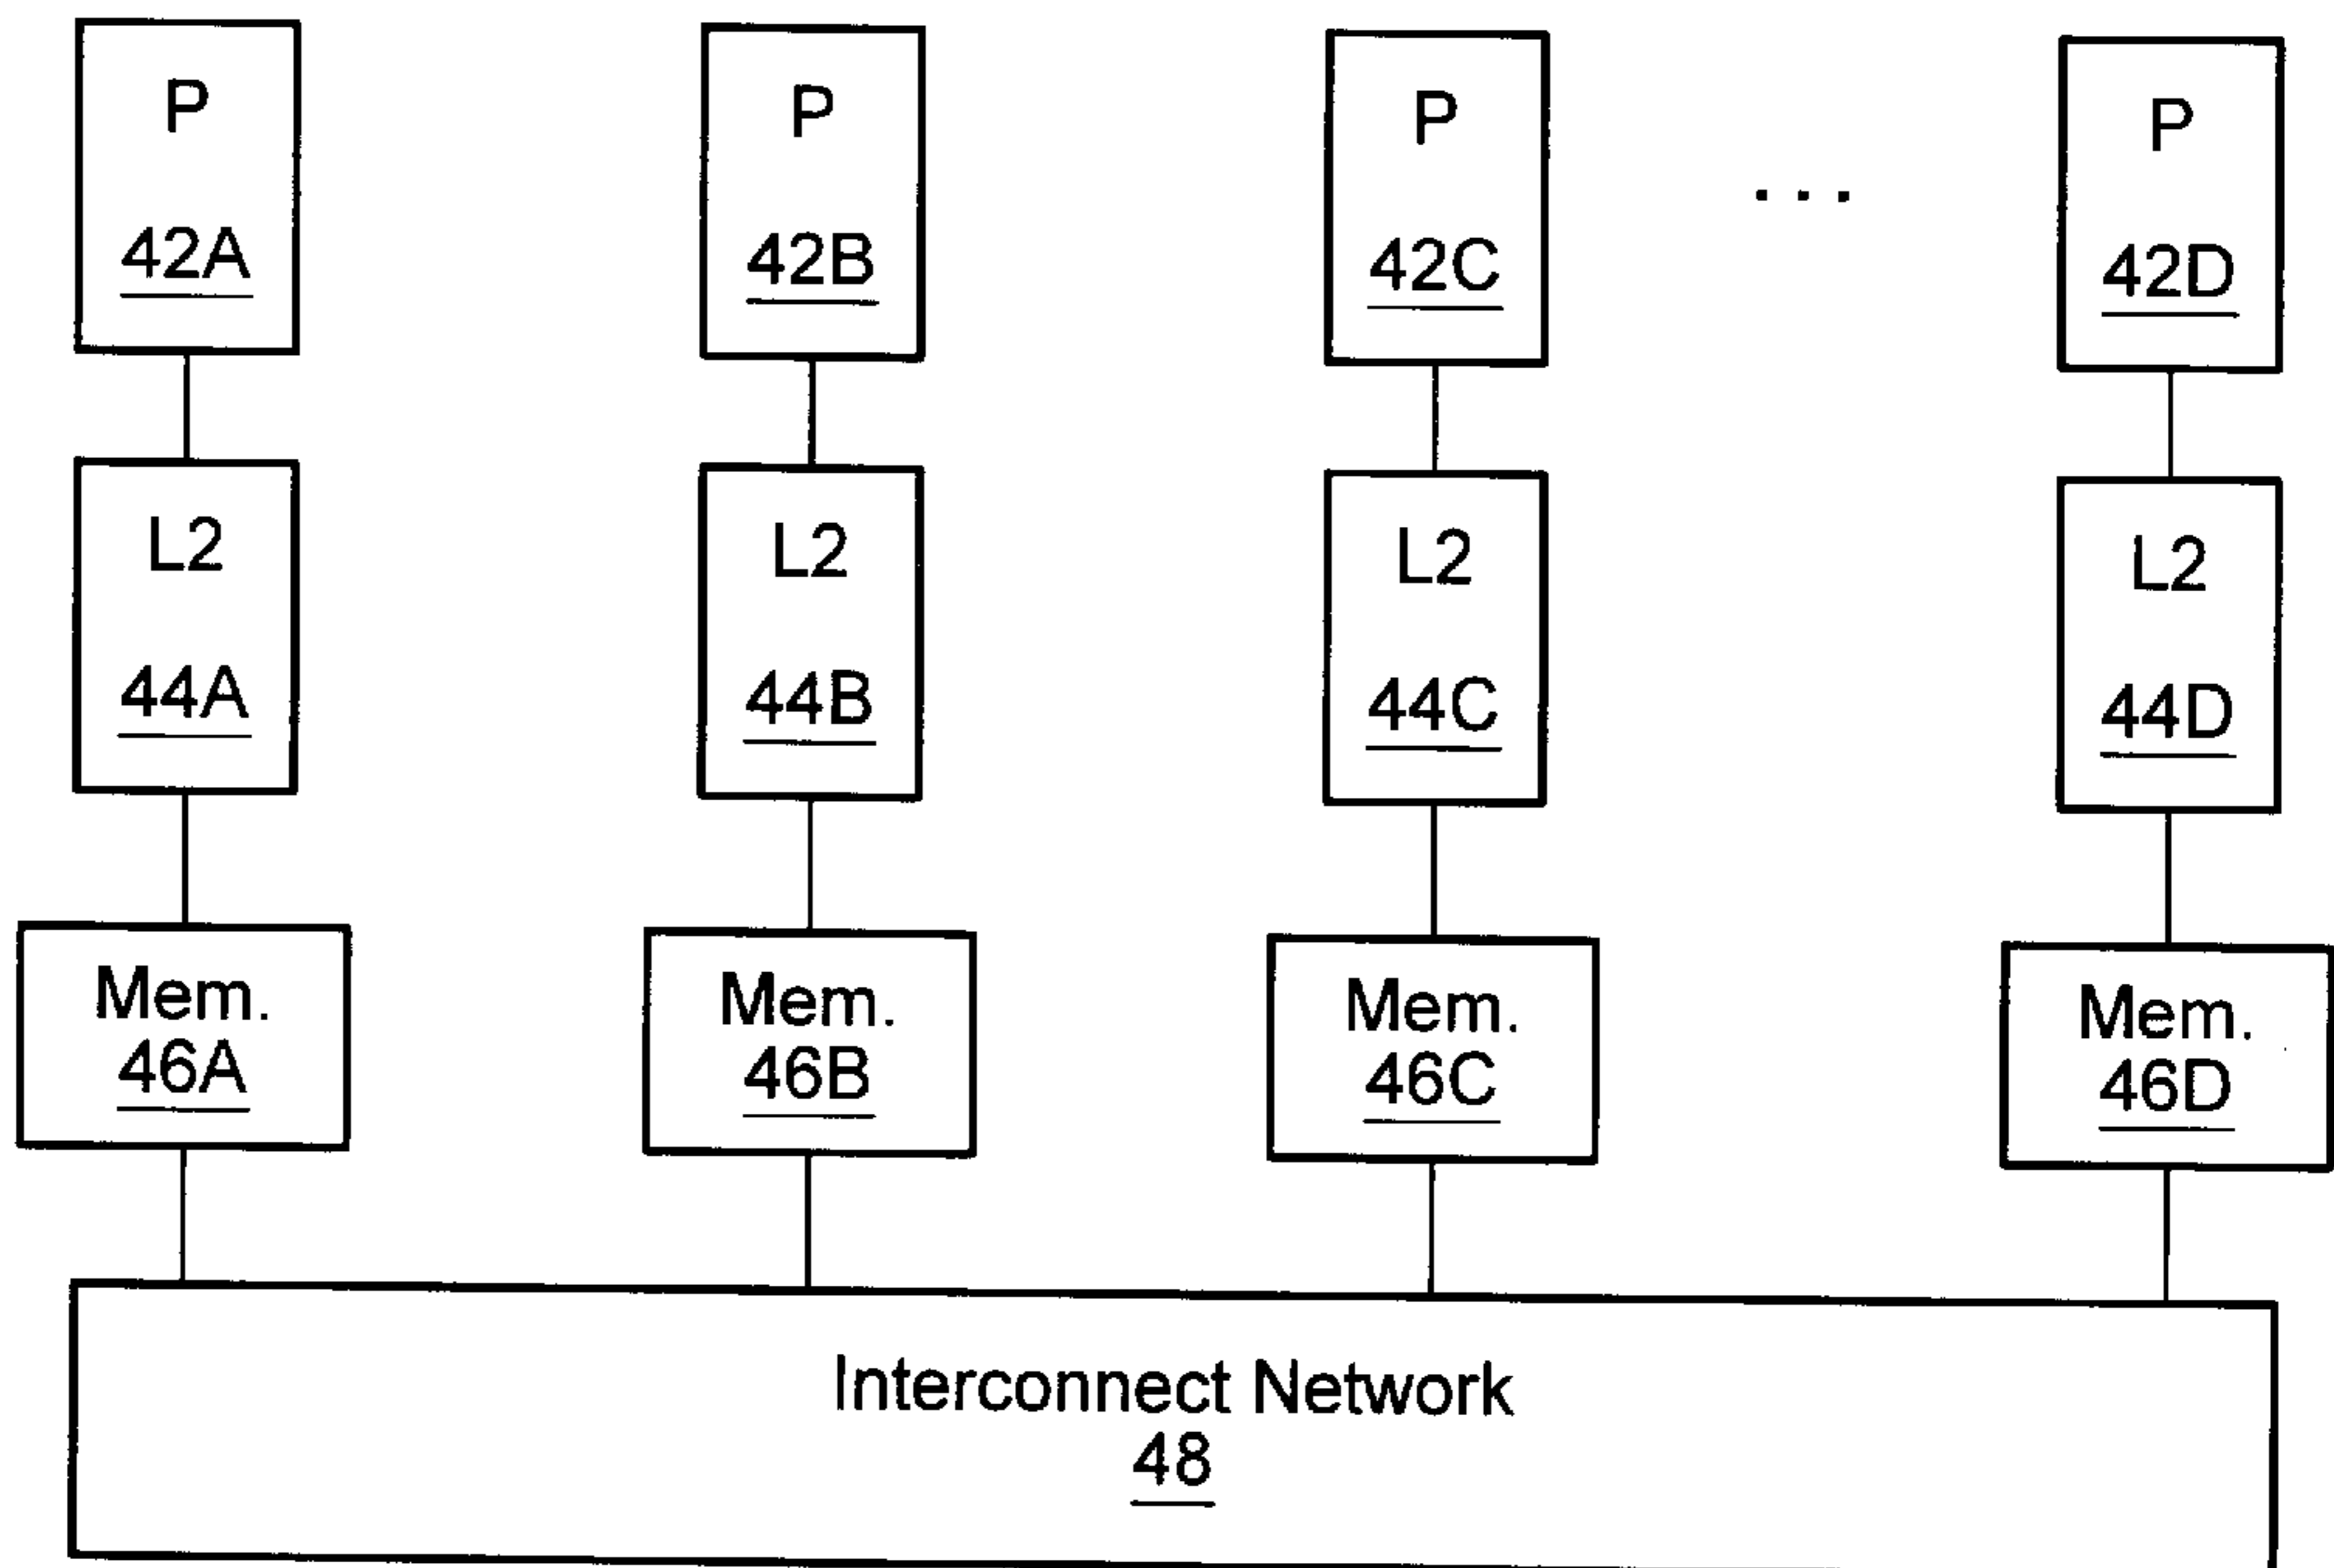 P
42A
P
42B
P
42C
. . .
P
42D
L2
44A
L2
44B
L2
44C
L2
44D
Mem.
46A
Mem.
46B
Mem.
46C
Mem.
46D
Interconnect Network
48